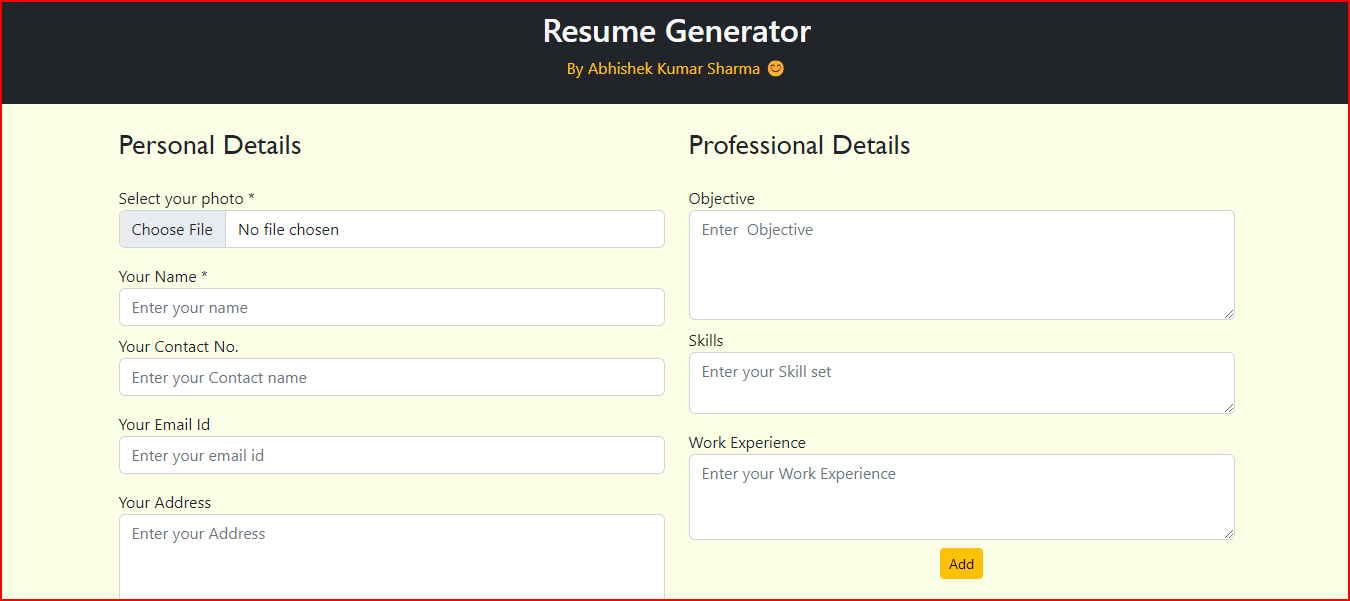 Resume Generator
By Abhishek Kumar Sharma 😊
Personal Details
Select your photo *
Choose File No file chosen
Your Name *
Enter your name
Your Contact No.
Enter your Contact name
Your Email Id
Enter your email id
Your Address
Enter your Address
Professional Details
Objective
Enter  Objective
Skills
Enter your Skill set
Work Experience
Enter your Work Experience
Add